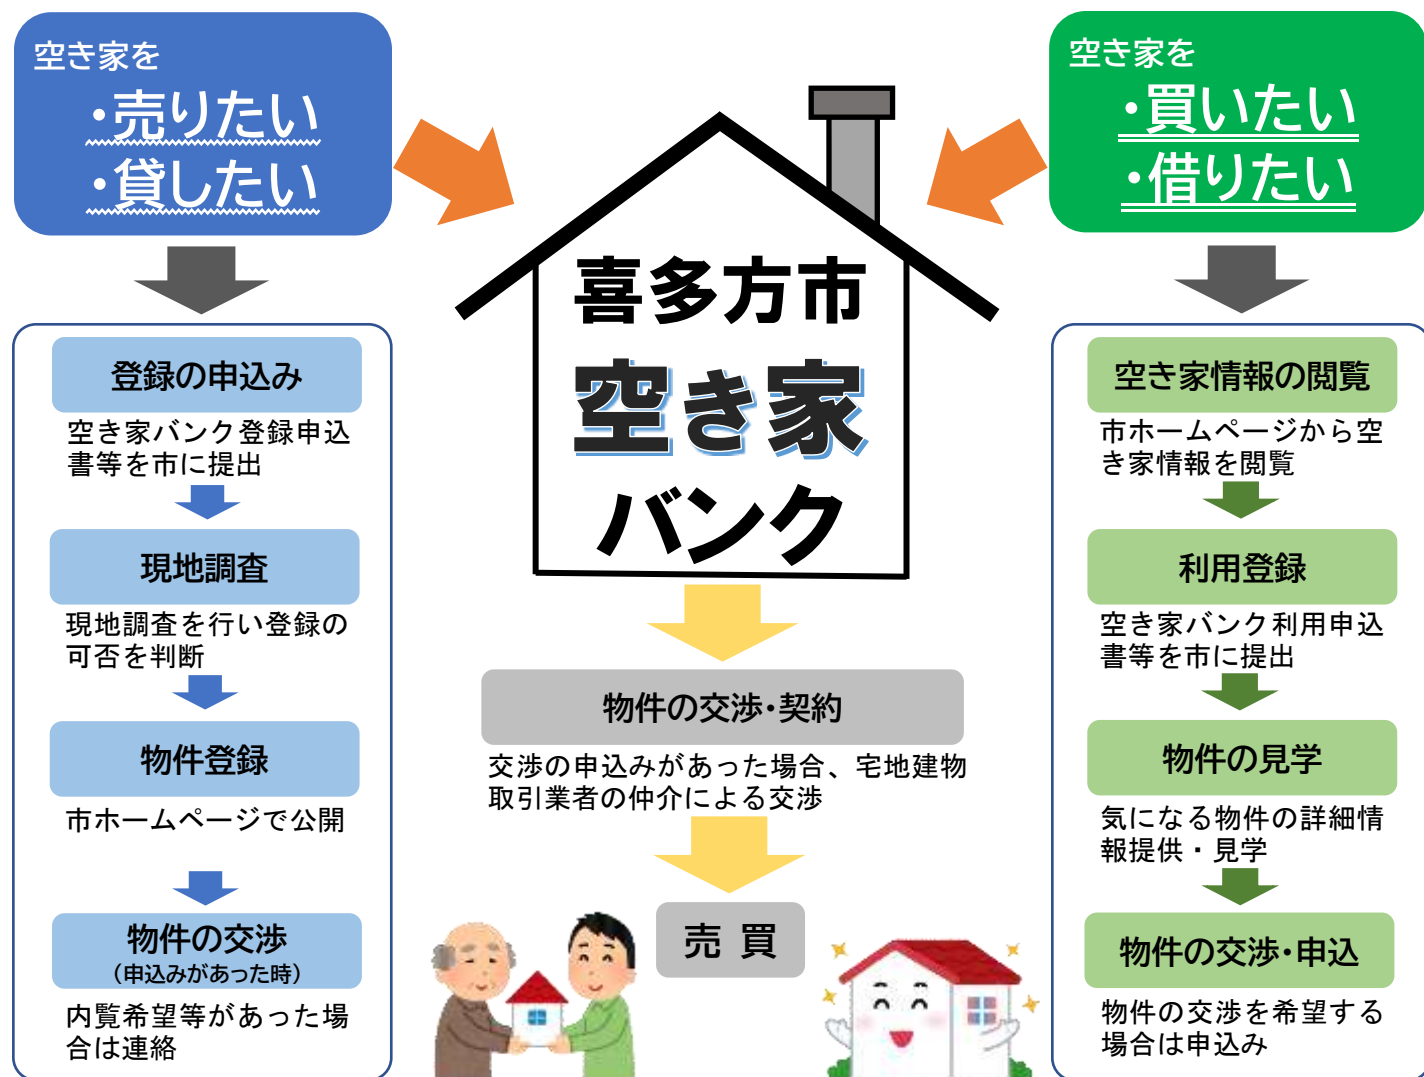 空き家を
・売りたい
・貸したい
登録の申込み
空き家バンク登録申込
書等を市に提出
現地調査
現地調査を行い登録の
可否を判断
物件登録
市ホームページで公開
物件の交渉
(申込みがあった時)
内覧希望等があった場
合は連絡
喜多方市
空き家
バンク
物件の交渉・契約
交渉の申込みがあった場合、宅地建物
取引業者の仲介による交渉
売 買
空き家を
・買いたい
・借りたい
空き家情報の閲覧
市ホームページから空
き家情報を閲覧
利用登録
空き家バンク利用申込
書等を市に提出
物件の見学
気になる物件の詳細情
報提供・見学
物件の交渉・申込
物件の交渉を希望する
場合は申込み